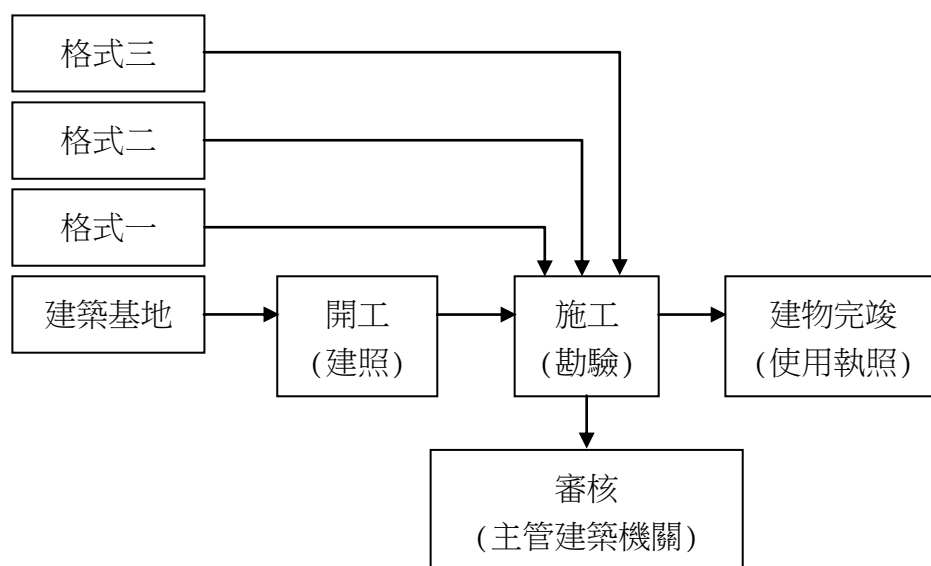 格式三
格式二
格式一
建築基地
開工
(建照)
施工
(勘驗)
建物完竣
(使用執照)
審核
(主管建築機關)